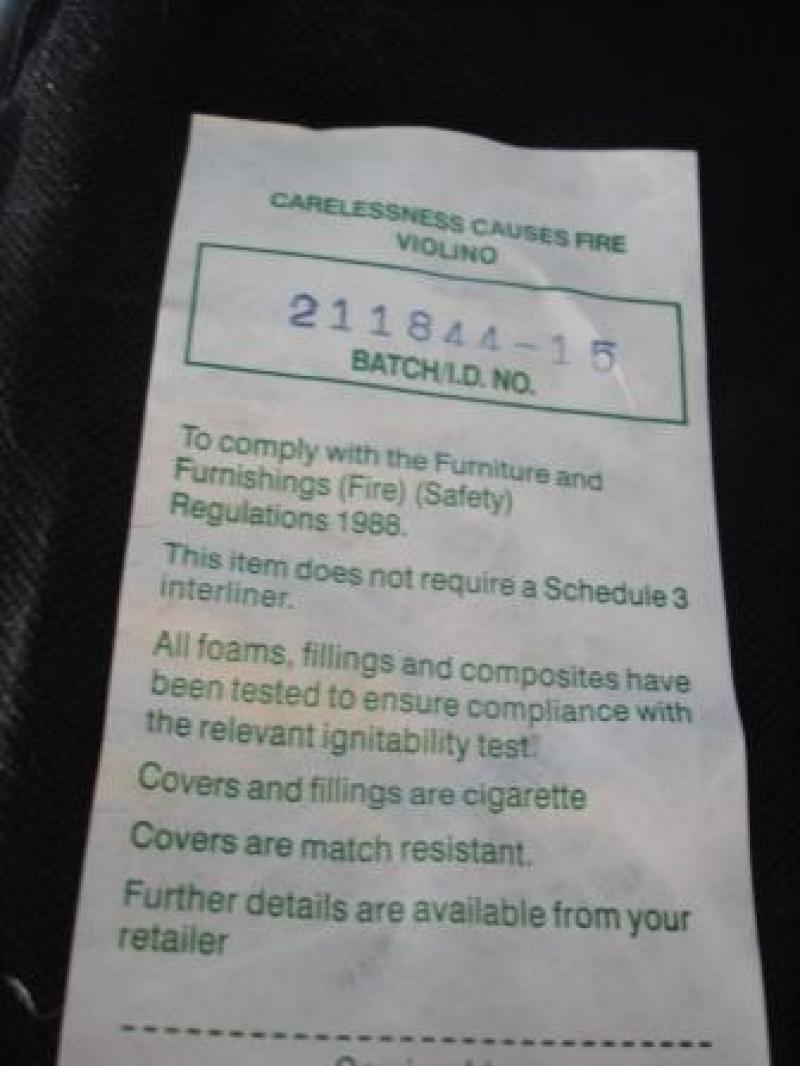 CARELESSNESS CAUSES FIRE
VIOLINO
211844-15
BATCH/I.D. NO.
To comply with the Furniture and
Furnishings (Fire) (Safety)
Regulations 1988.
This item does not require a Schedule 3
interliner.
All foams, fillings and composites have
been tested to ensure compliance with
the relevant ignitability test.
Covers and fillings are cigarette
Covers are match resistant.
Further details are available from your
retailer